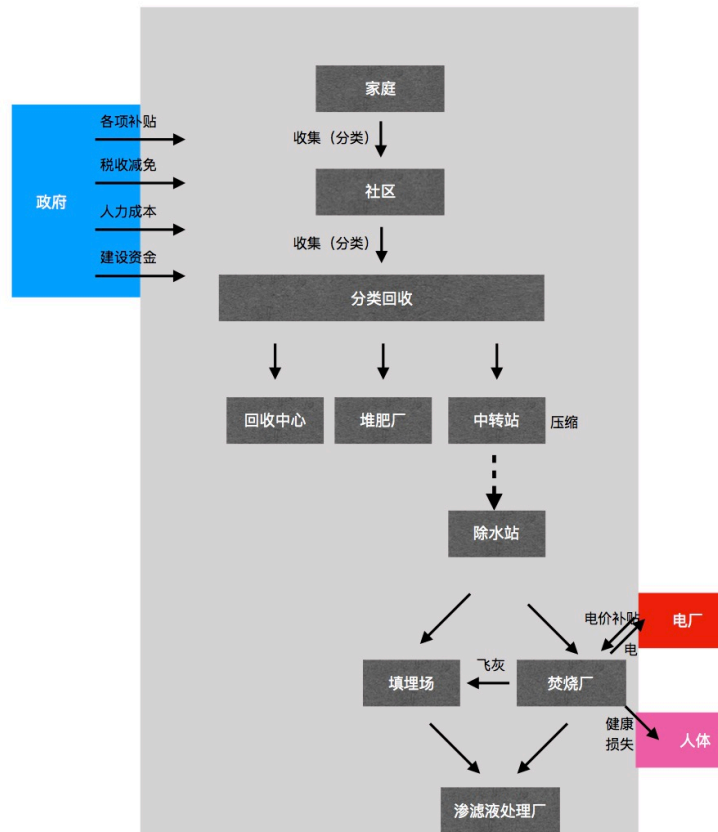 家庭
各项补贴
收集（分类）
税收减免
社区
政府
人力成本
收集（分类）
建设资金
分类回收
回收中心
堆肥厂
中转站
压缩
除水站
电价补贴
电厂
电
飞灰
填埋场
焚烧厂
健康
损失
人体
渗滤液处理厂